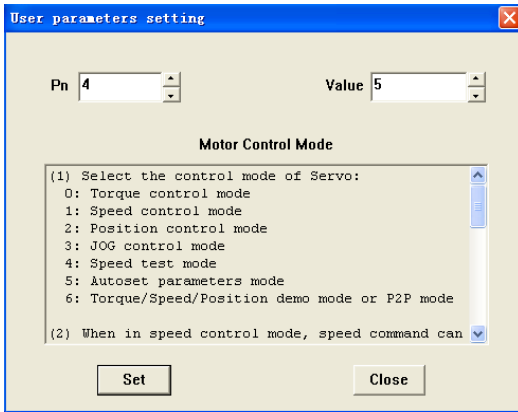 User parameters setting
Pn 4 Value 5
Motor Control Mode
(1) Select the control mode of Servo:
0: Torque control mode
1: Speed control mode
2: Position control mode
3: JOG control mode
4: Speed test mode
5: Autoset parameters mode
6: Torque/Speed/Position demo mode or P2P mode
(2) When in speed control mode, speed command can
Set Close